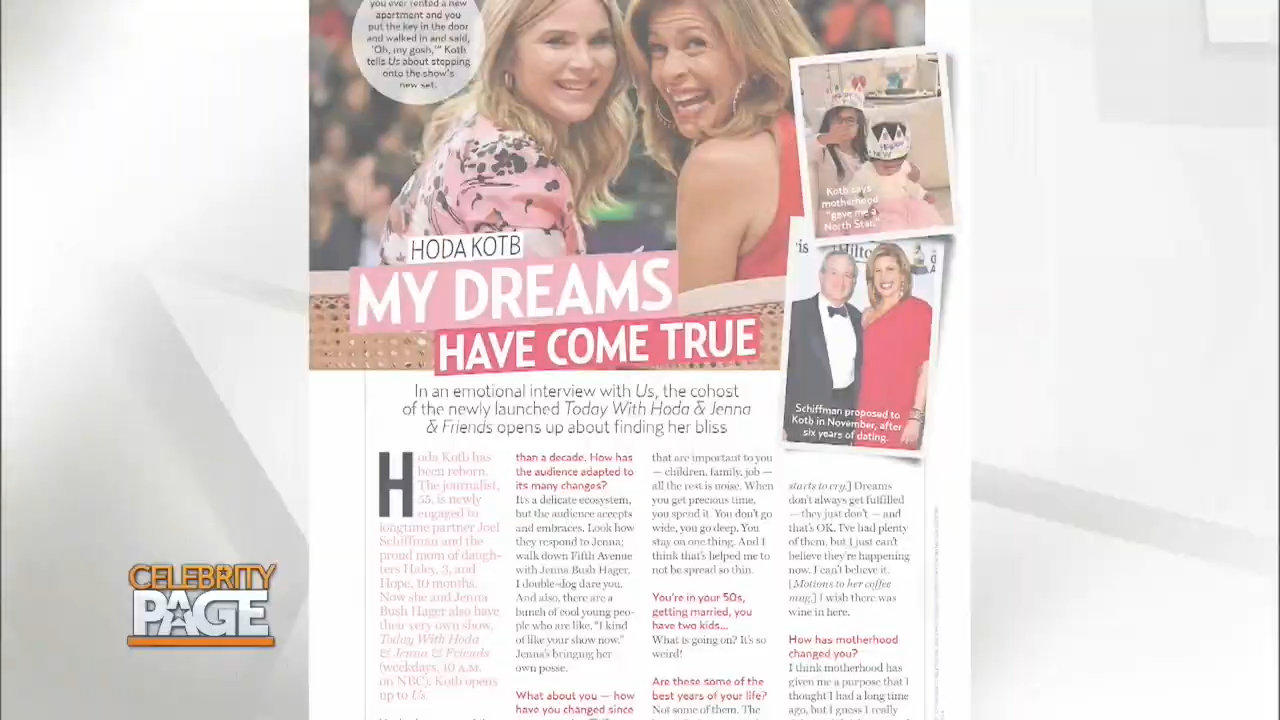 you ever rented a new
apartment and you
put the key in the door
and walked in and said,
'Oh, my gosh,'" Kotb
tells Us about stepping
onto the show's
new set.
HODA KOTB
MY DREAMS
HAVE COME TRUE
In an emotional interview with Us, the cohost
of the newly launched Today With Hoda & Jenna
& Friends opens up about finding her bliss
Kotb says
motherhood
"gave me a
North Star."
Hilton
Schiffman proposed to
Kotb in November, after
six years of dating.
Hoda Kotb has
been reborn.
The journalist,
55, is newly
engaged to
longtime partner Joel
Schiffman and the
proud mom of daugh-
ters Haley, 3, and
Hope, 10 months.
Now she and Jenna
Bush Hager also have
their very own show,
Today With Hoda
& Jenna & Friends
(weekdays, 10 A.M.
on NBC). Kotb opens
up to Us.
than a decade. How has
the audience adapted to
its many changes?
It's a delicate ecosystem,
but the audience accepts
and embraces. Look how
they respond to Jenna;
walk down Fifth Avenue
with Jenna Bush Hager,
I double-dog dare you.
And also, there are a
bunch of cool young peo-
ple who are like, "I kind
of like your show now."
Jenna's bringing her
own posse.
What about you — how
have you changed since
that are important to you
— children, family, job —
all the rest is noise. When
you get precious time,
you spend it. You don't go
wide, you go deep. You
stay on one thing. And I
think that's helped me to
not be spread so thin.
You're in your 50s,
getting married, you
have two kids...
What is going on? It's so
weird!
Are these some of the
best years of your life?
Not some of them. The
starts to cry.] Dreams
don't always get fulfilled
— they just don't — and
that's OK. I've had plenty
of them, but I just can't
believe they're happening
now. I can't believe it.
[Motions to her coffee
mug.] I wish there was
wine in here.
How has motherhood
changed you?
I think motherhood has
given me a purpose that I
thought I had a long time
ago, but I guess I really
CELEBRITY
PAGE